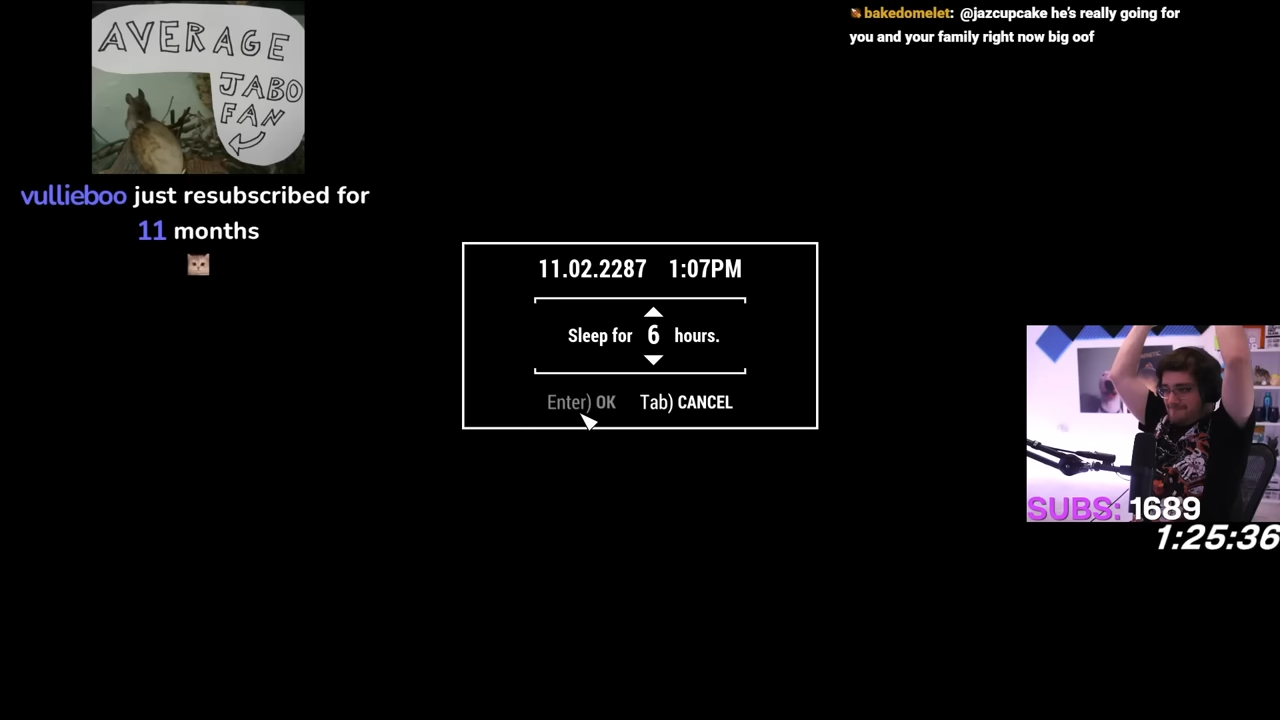 AVERAGE
JABO
FAN
vullieboo just resubscribed for
11 months
bakedomelet: @jazcupcake he's really going for
you and your family right now big oof
11.02.2287 1:07PM
Sleep for 6 hours.
Enter) OK Tab) CANCEL
SUBS: 1689
1:25:36